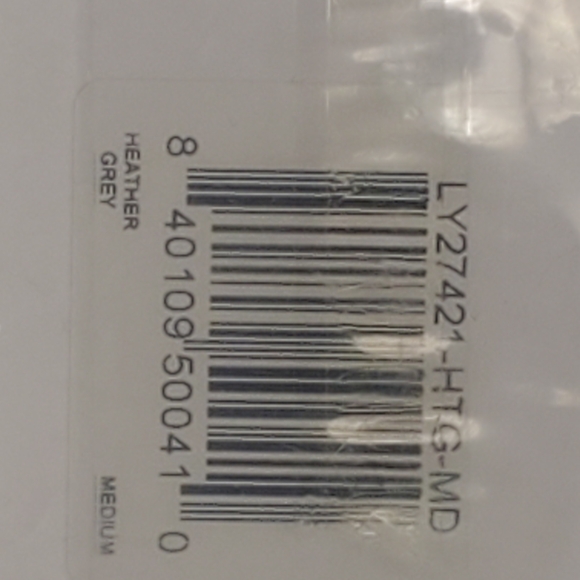 LY27421-HTG-MD
8 40109 50041 0
HEATHER
GREY
MEDIUM